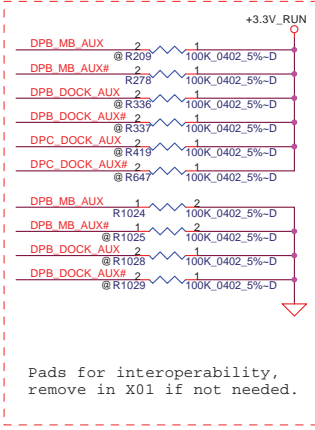 +3.3V_RUN
DPB_MB_AUX 2 1
@ R209 100K_0402_5%~D
DPB_MB_AUX# 2 1
R278 100K_0402_5%~D
DPB_DOCK_AUX 2 1
@ R336 100K_0402_5%~D
DPB_DOCK_AUX# 2 1
@ R337 100K_0402_5%~D
DPC_DOCK_AUX 2 1
@ R419 100K_0402_5%~D
DPC_DOCK_AUX# 2 1
@ R647 100K_0402_5%~D
DPB_MB_AUX 1 2
R1024 100K_0402_5%~D
DPB_MB_AUX# 1 2
@ R1025 100K_0402_5%~D
DPB_DOCK_AUX 2 1
@ R1028 100K_0402_5%~D
DPB_DOCK_AUX# 2 1
@ R1029 100K_0402_5%~D
Pads for interoperability,
remove in X01 if not needed.